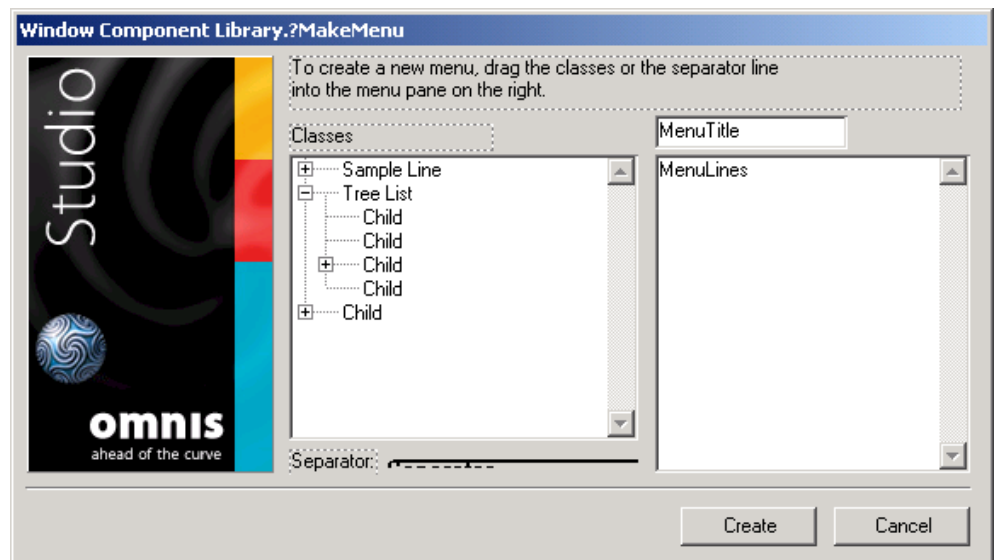 Window Component Library.?MakeMenu
Studio
omnis
ahead of the curve
To create a new menu, drag the classes or the separator line
into the menu pane on the right.
Classes
Sample Line
Tree List
Child
Child
Child
Child
Child
Separator:
MenuTitle
MenuLines
Create
Cancel